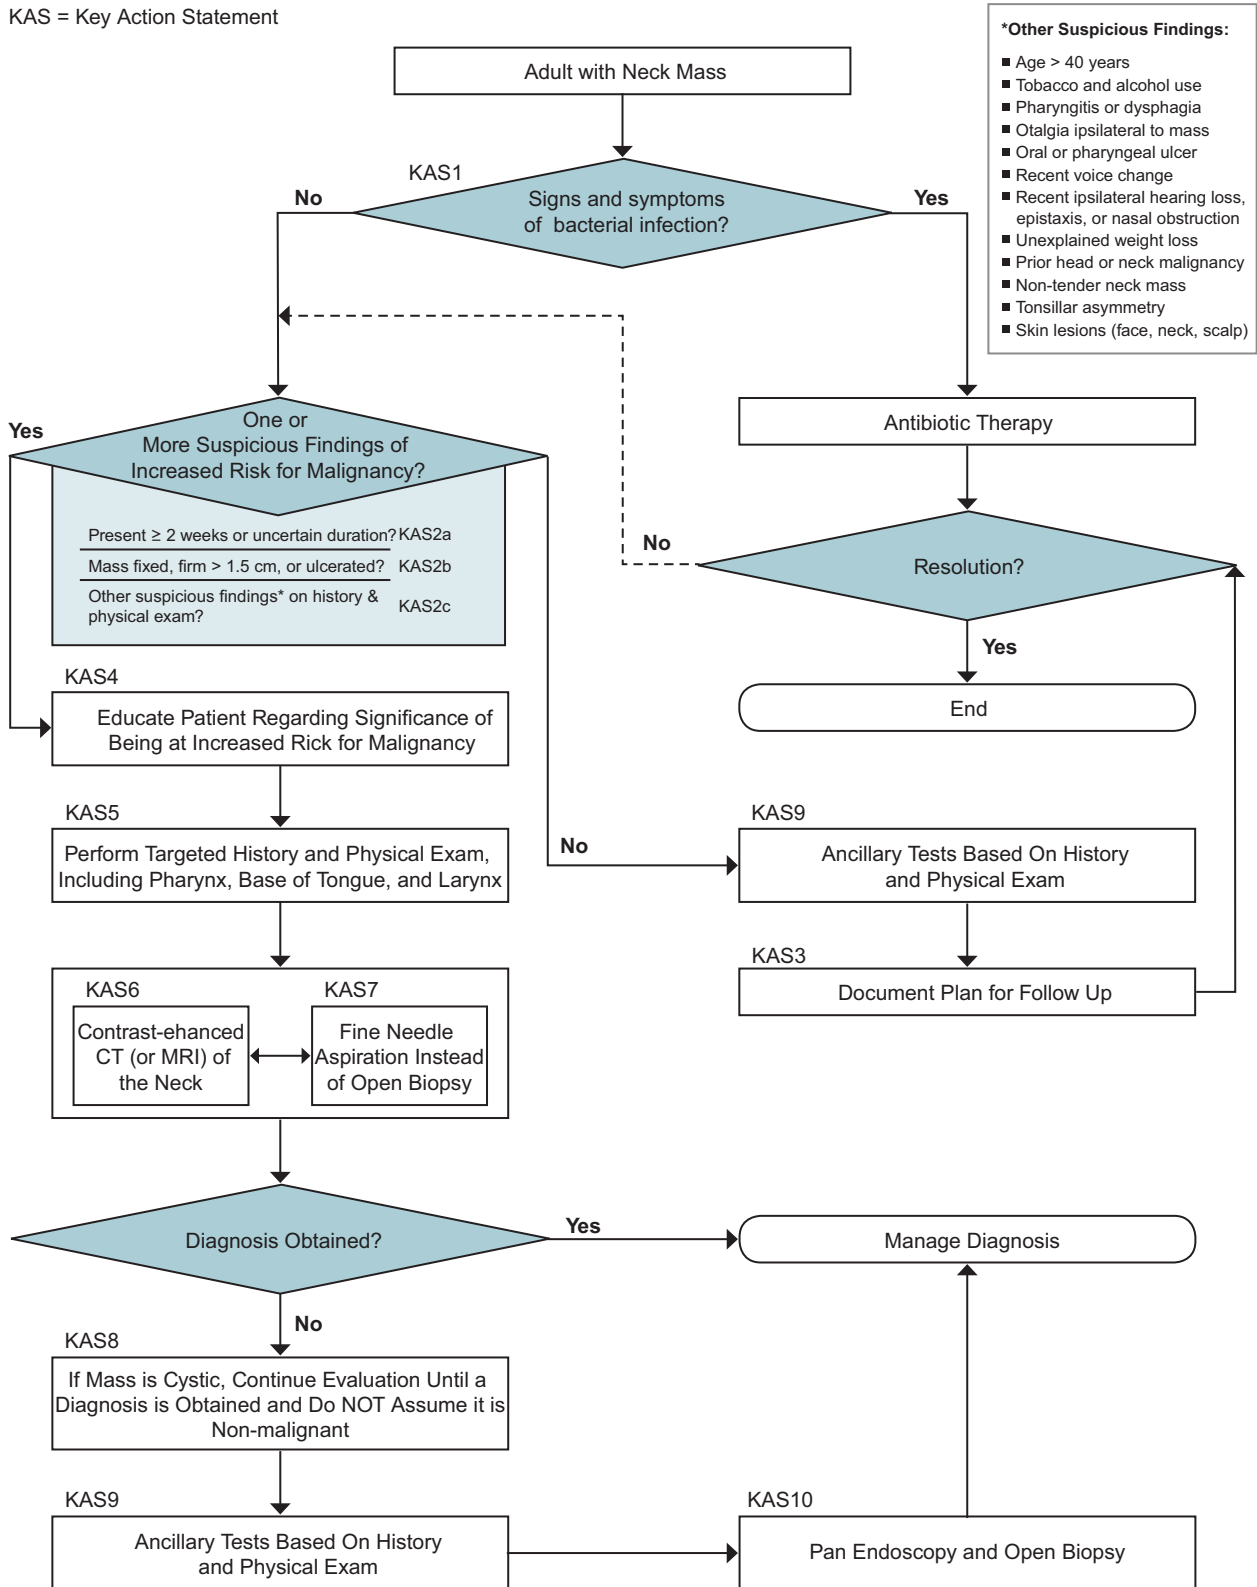 KAS = Key Action Statement
*Other Suspicious Findings:
■ Age > 40 years
■ Tobacco and alcohol use
■ Pharyngitis or dysphagia
■ Otalgia ipsilateral to mass
■ Oral or pharyngeal ulcer
■ Recent voice change
■ Recent ipsilateral hearing loss,
epistaxis, or nasal obstruction
■ Unexplained weight loss
■ Prior head or neck malignancy
■ Non-tender neck mass
■ Tonsillar asymmetry
■ Skin lesions (face, neck, scalp)
Adult with Neck Mass
KAS1
Signs and symptoms
of bacterial infection?
No
Yes
One or
More Suspicious Findings of
Increased Risk for Malignancy?
Yes
Present ≥ 2 weeks or uncertain duration? KAS2a
Mass fixed, firm > 1.5 cm, or ulcerated? KAS2b
Other suspicious findings* on history &
physical exam?
KAS2c
Antibiotic Therapy
Resolution?
No
Yes
End
KAS4
Educate Patient Regarding Significance of
Being at Increased Rick for Malignancy
KAS5
Perform Targeted History and Physical Exam,
Including Pharynx, Base of Tongue, and Larynx
No
KAS9
Ancillary Tests Based On History
and Physical Exam
KAS3
Document Plan for Follow Up
KAS6
Contrast-ehanced
CT (or MRI) of
the Neck
KAS7
Fine Needle
Aspiration Instead
of Open Biopsy
Diagnosis Obtained?
Yes
Manage Diagnosis
No
KAS8
If Mass is Cystic, Continue Evaluation Until a
Diagnosis is Obtained and Do NOT Assume it is
Non-malignant
KAS9
Ancillary Tests Based On History
and Physical Exam
KAS10
Pan Endoscopy and Open Biopsy